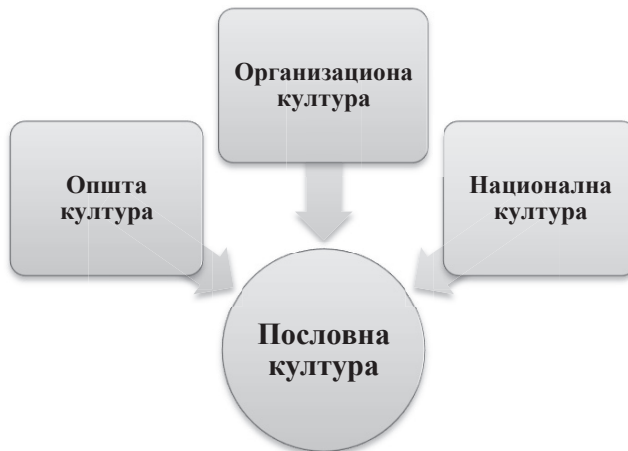 Организациона
култура
Општа
култура
Национална
култура
Пословна
култура